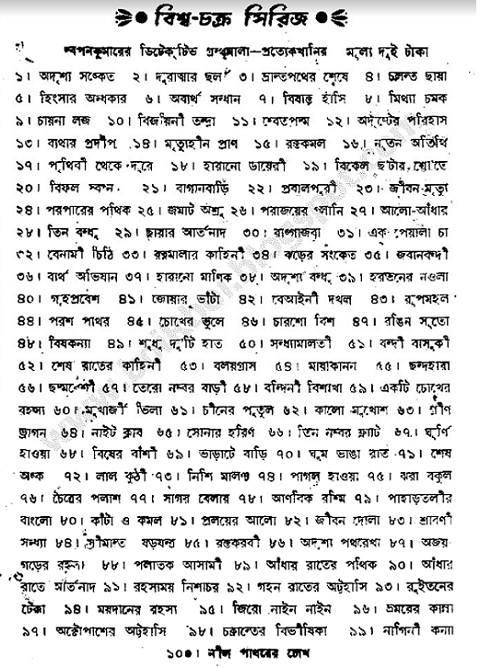 বিশ্ব-চক্র সিরিজ
স্বপনকুমারের ডিটেকটিভ গ্রন্থমালা—প্রত্যেকখানির মূল্য দুই টাকা
১। অদৃশ্য সঙ্কেত ২। দুরাত্মার ছল ৩। ভ্রান্তপথের শেষে ৪। চলন্ত ছায়া
৫। হিংসার অন্ধকার ৬। অব্যর্থ সন্ধান ৭। বিষাক্ত হাসি ৮। মিথ্যা চমক
৯। চায়না লজ ১০। বিজয়িনী তন্দ্রা ১১। শ্বেতপদ্ম ১২। অদৃষ্টের পরিহাস
১৩। ব্যথার প্রদীপ ১৪। মৃত্যুহীন প্রাণ ১৫। রক্তকমল ১৬। নূতন অতিথি
১৭। পৃথিবী থেকে দূরে ১৮। হারানো ডায়েরী ১৯। বিকেল ছ'টার শোতে
২০। বিফল স্বপন ২১। বাগানবাড়ি ২২। প্রবালপুরী ২৩। জীবন-মৃত্যু
২৪। পরপারের পথিক ২৫। জমাট অশ্রু ২৬। পরাজয়ের গ্লানি ২৭। আলো-আঁধার
২৮। তিন বন্ধু ২৯। ছায়ার আর্তনাদ ৩০। রাঙ্গাজবা ৩১। এক পেয়ালা চা
৩২। বেনামী চিঠি ৩৩। রত্নমালার কাহিনী ৩৪। ঝড়ের সংকেত ৩৫। জবানবন্দী
৩৬। ব্যর্থ অভিযান ৩৭। হারানো মাণিক ৩৮। অদৃশ্য বন্ধু ৩৯। হরতনের নওলা
৪০। গৃহপ্রবেশ ৪১। জোয়ার ভাঁটা ৪২। বেআইনী দখল ৪৩। রূপমহল
৪৪। পরশ পাথর ৪৫। চোখের ভুলে ৪৬। চারশো বিশ ৪৭। রঙিন সূতো
৪৮। বিষকন্যা ৪৯। শুধু দু'টি হাত ৫০। সন্ধ্যামালতী ৫১। বন্দী বাসুকী
৫২। শেষ রাতের কাহিনী ৫৩। বলয়গ্রাস ৫৪। মায়াকানন ৫৫। ছন্দহারা
৫৬। ছদ্মবেশী ৫৭। তেরো নম্বর বাড়ী ৫৮। বন্দিনী বিশাখা ৫৯। একটি চোখের
রহস্য ৬০। মুখার্জী ভিলা ৬১। চীনের পুতুল ৬২। কালো মুখোশ ৬৩। গ্রীণ
ড্রাগন ৬৪। নাইট ক্লাব ৬৫। সোনার হরিণ ৬৬। তিন নম্বর ফ্ল্যাট ৬৭। ঘূর্ণি
হাওয়া ৬৮। বিষের বাঁশী ৬৯। ভাড়াটে বাড়ি ৭০। ঘুম ভাঙা রাত ৭১। শেষ
অঙ্ক ৭২। লাল কুঠী ৭৩। নিশি মালঞ্চ ৭৪। পাগল হাওয়া ৭৫। ঝরা বকুল
৭৬। চৈত্রের পলাশ ৭৭। সাগর বেলায় ৭৮। আণবিক রশ্মি ৭৯। পাহাড়তলীর
বাংলো ৮০। কাঁটা ও কমল ৮১। প্রলয়ের আলো ৮২। জীবন দোলা ৮৩। শ্রাবণী
সন্ধ্যা ৮৪। সীমান্ত ষড়যন্ত্র ৮৫। রক্তকরবী ৮৬। অদৃশ্য পথরেখা ৮৭। অজয়
গড়ের রহস্য ৮৮। পলাতক আসামী ৮৯। আঁধার রাতের পথিক ৯০। আঁধার
রাতে আর্তনাদ ৯১। রহস্যময় নিশাচর ৯২। গহন রাতের অট্টহাসি ৯৩। রুইতনের
টেক্কা ৯৪। ময়দানের রহস্য ৯৫। জিরো নাইন নাইন ৯৬। ভ্রমরের কান্না
৯৭। অক্টোপাশের অট্টহাসি ৯৮। চক্রান্তের বিভীষিকা ৯৯। নাগিনী কন্যা
১০০। নীল পাথরের চোখ